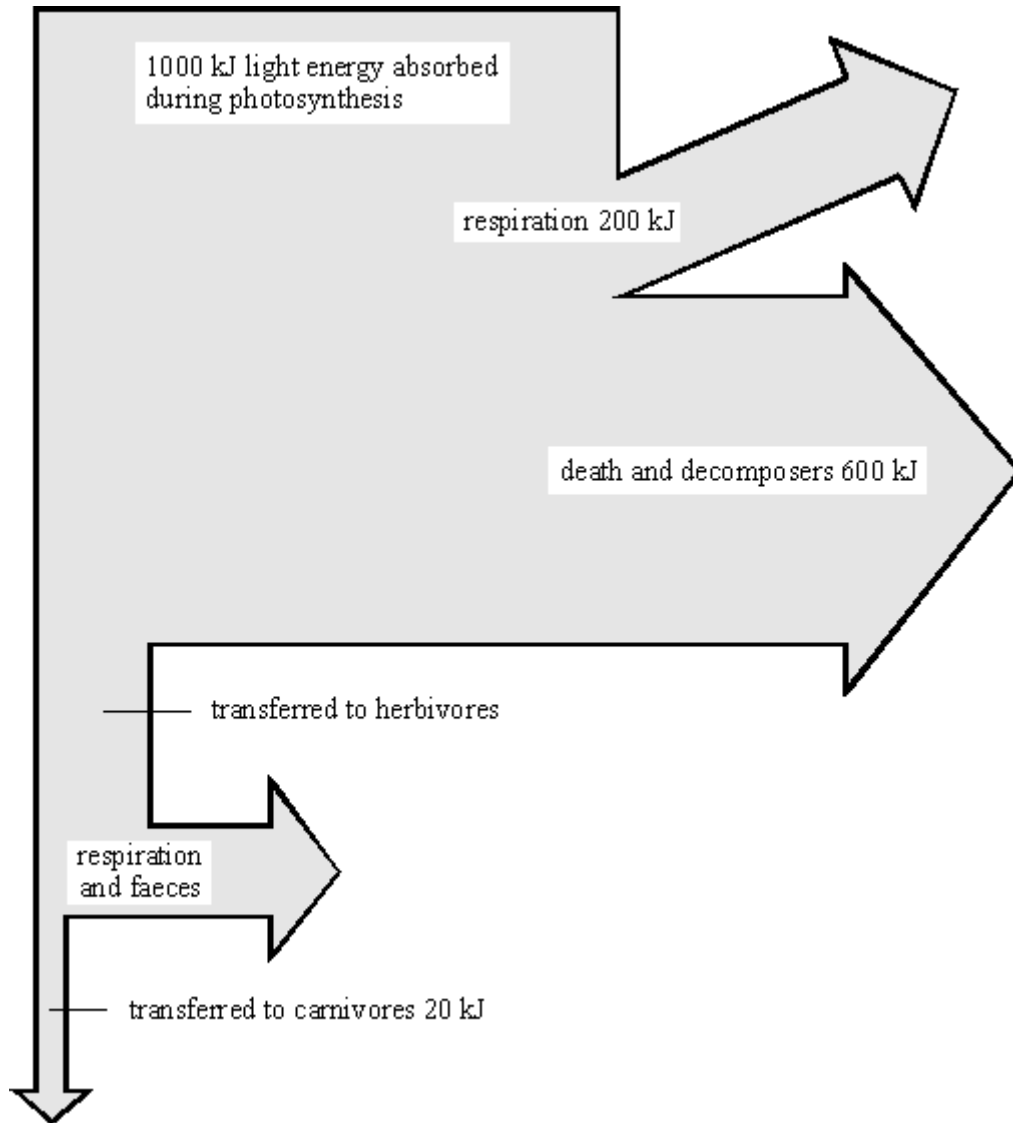 1000 kJ light energy absorbed
during photosynthesis
respiration 200 kJ
death and decomposers 600 kJ
transferred to herbivores
respiration
and faeces
transferred to carnivores 20 kJ